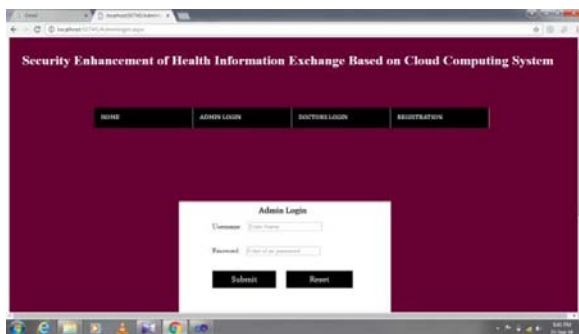 Gmail
Security Enhancement of Health Information Exchange Based on Cloud Computing System
HOME ADMIN LOGIN DOCTORS LOGIN REGISTRATION
Admin Login
Username Enter Name
Password
Submit Reset